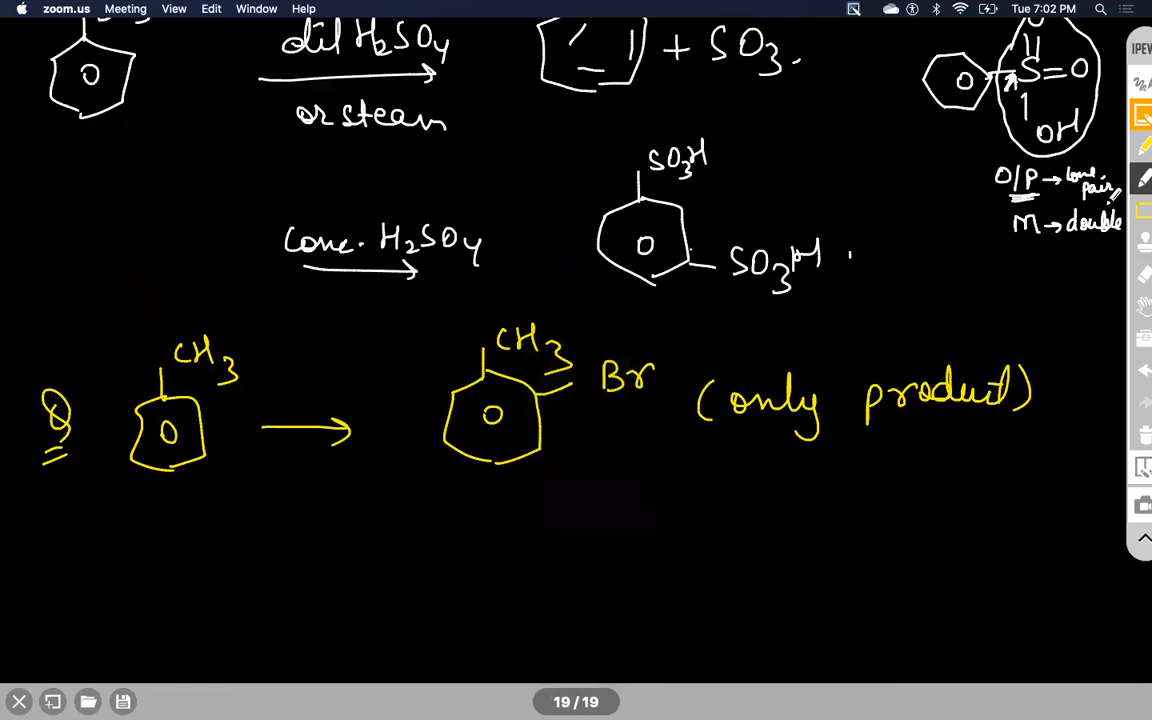 zoom.us Meeting View Edit Window Help Tue 7:02 PM
dil H₂SO₄
or steam
+ SO₃.
S=O
OH
O/P → lone pair
M → double
IPEV
SO₃H
conc. H₂SO₄
SO₃H
Q
CH₃
CH₃
Br
(only product)
19 / 19